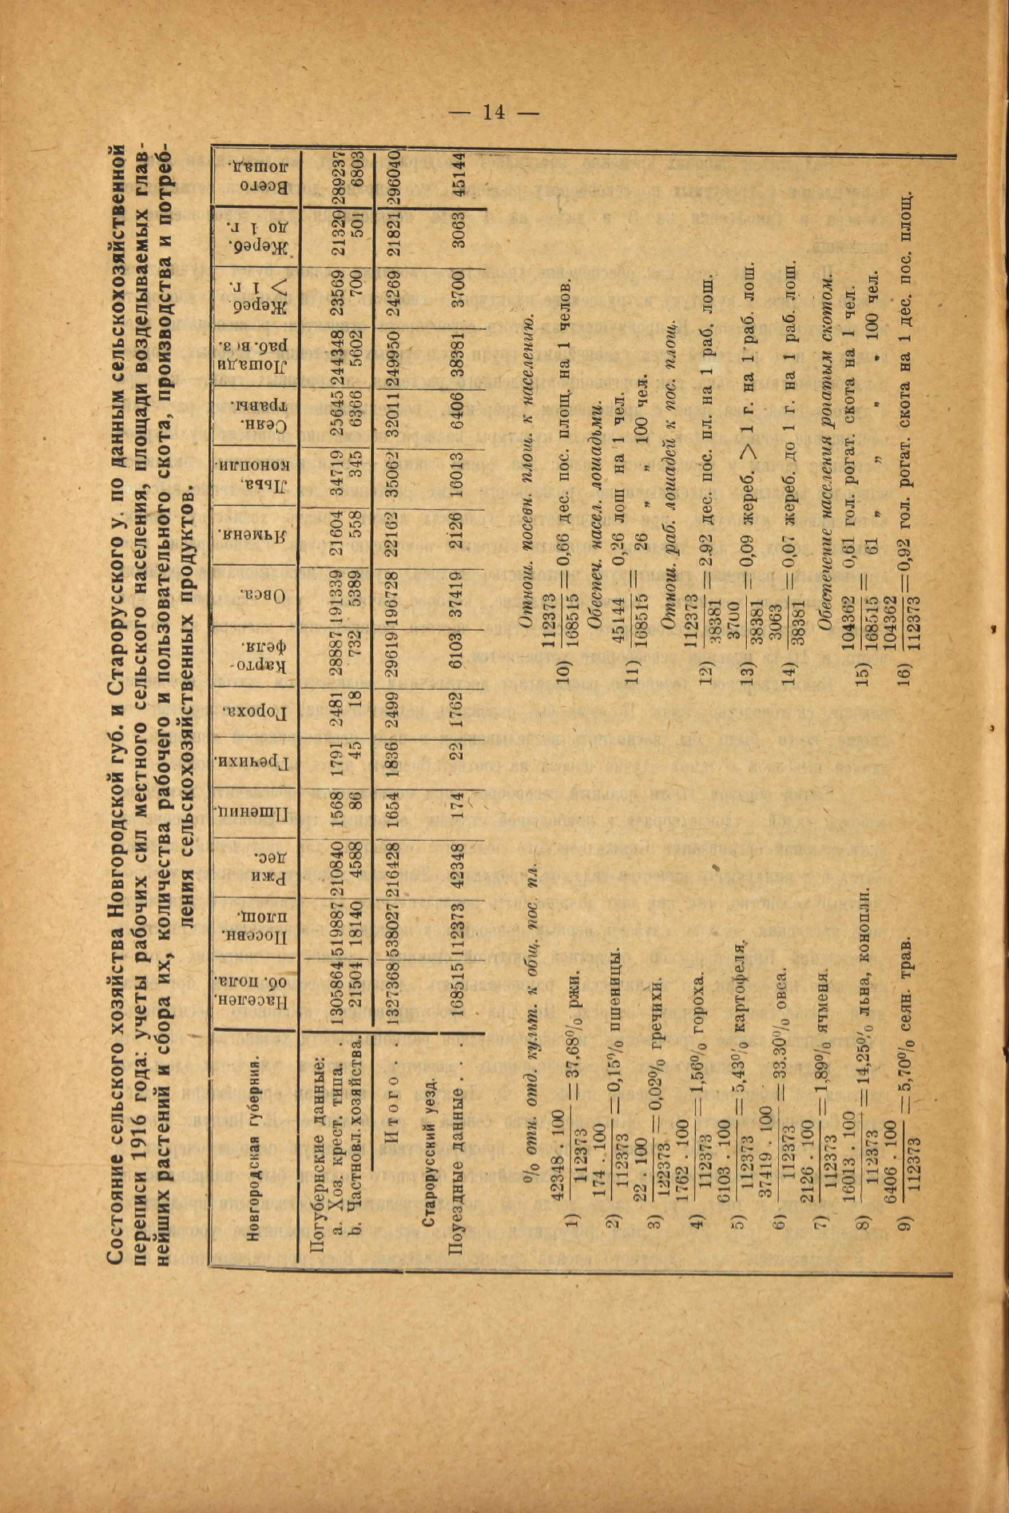 — 14 —
Состояние сельского хозяйства Новгородской губ. и Старорусского у. по данным сельскохозяйственной
переписи 1916 года: учеты рабочих сил местного сельского населения, площади возделываемых глав-
нейших растений и сбора их, количества рабочего и пользовательного скота, производства и потреб-
ления сельскохозяйственных продуктов.
Новгородская губерния. Населен. об. пола. Посевн. площ. Ржи дес. Пшениц. Гречихи. Гороха. Карто-феля. Овса. Ячменя. Льна, конопли. Сеян. травы. Лошади раб. воз. Жереб > 1 г. Жереб. до 1 г. Всего лошад.
Погубернские данные:
а. Хоз. крест. типа. . 1305864 519887 210840 1568 1791 2481 28887 191339 21604 34719 25645 244348 23569 21320 289237
b. Частновл. хозяйства. 21504 18140 4588 86 45 18 732 5389 558 345 6366 5602 700 501 6803
Итого . . . 1327368 538027 216428 1654 1836 2499 29619 196728 22162 35062 32011 249950 24269 21821 296040
Старорусский уезд.
Поуездные данные . . . 168515 112373 42348 174 22 1762 6103 37419 2126 16013 6406 38381 3700 3063 45144
% отн. отд. культ. к общ. пос. пл.
1) 42348 . 100 / 112373 = 37,68% ржи.
2) 174 . 100 / 112373 = 0,15% пшеницы.
3) 22 . 100 / 122373 = 0,02% гречихи.
4) 1762 . 100 / 112373 = 1,56% гороха.
5) 6103 . 100 / 112373 = 5,43% картофеля,
6) 37419 . 100 / 112373 = 33.30% овса.
7) 2126 . 100 / 112373 = 1,89% ячменя.
8) 16013 . 100 / 112373 = 14,25% льна, конопли.
9) 6406 . 100 / 112373 = 5,70% сеян. трав.
Отнош. посевн. площ. к населению.
10) 112373 / 168515 = 0,66 дес. пос. площ. на 1 челов.
Обеспеч. насел. лошадьми.
11) 45144 / 168515 = 0,26 лош на 1 чел.
26 „ „ 100 чел.
Отнош. раб. лошадей к пос. площ.
12) 112373 / 38381 = 2,92 дес. пос. пл. на 1 раб. лош.
13) 3700 / 38381 = 0,09 жереб. > 1 г. на 1 раб. лош.
14) 3063 / 38381 = 0,07 жереб. до 1 г. на 1 раб. лош.
Обеспечение населения рогатым скотом.
15) 104362 / 168515 = 0,61 гол. рогат. скота на 1 чел.
61 „ „ „ 100 чел.
16) 104362 / 112373 = 0,92 гол. рогат. скота на 1 дес. пос. площ.